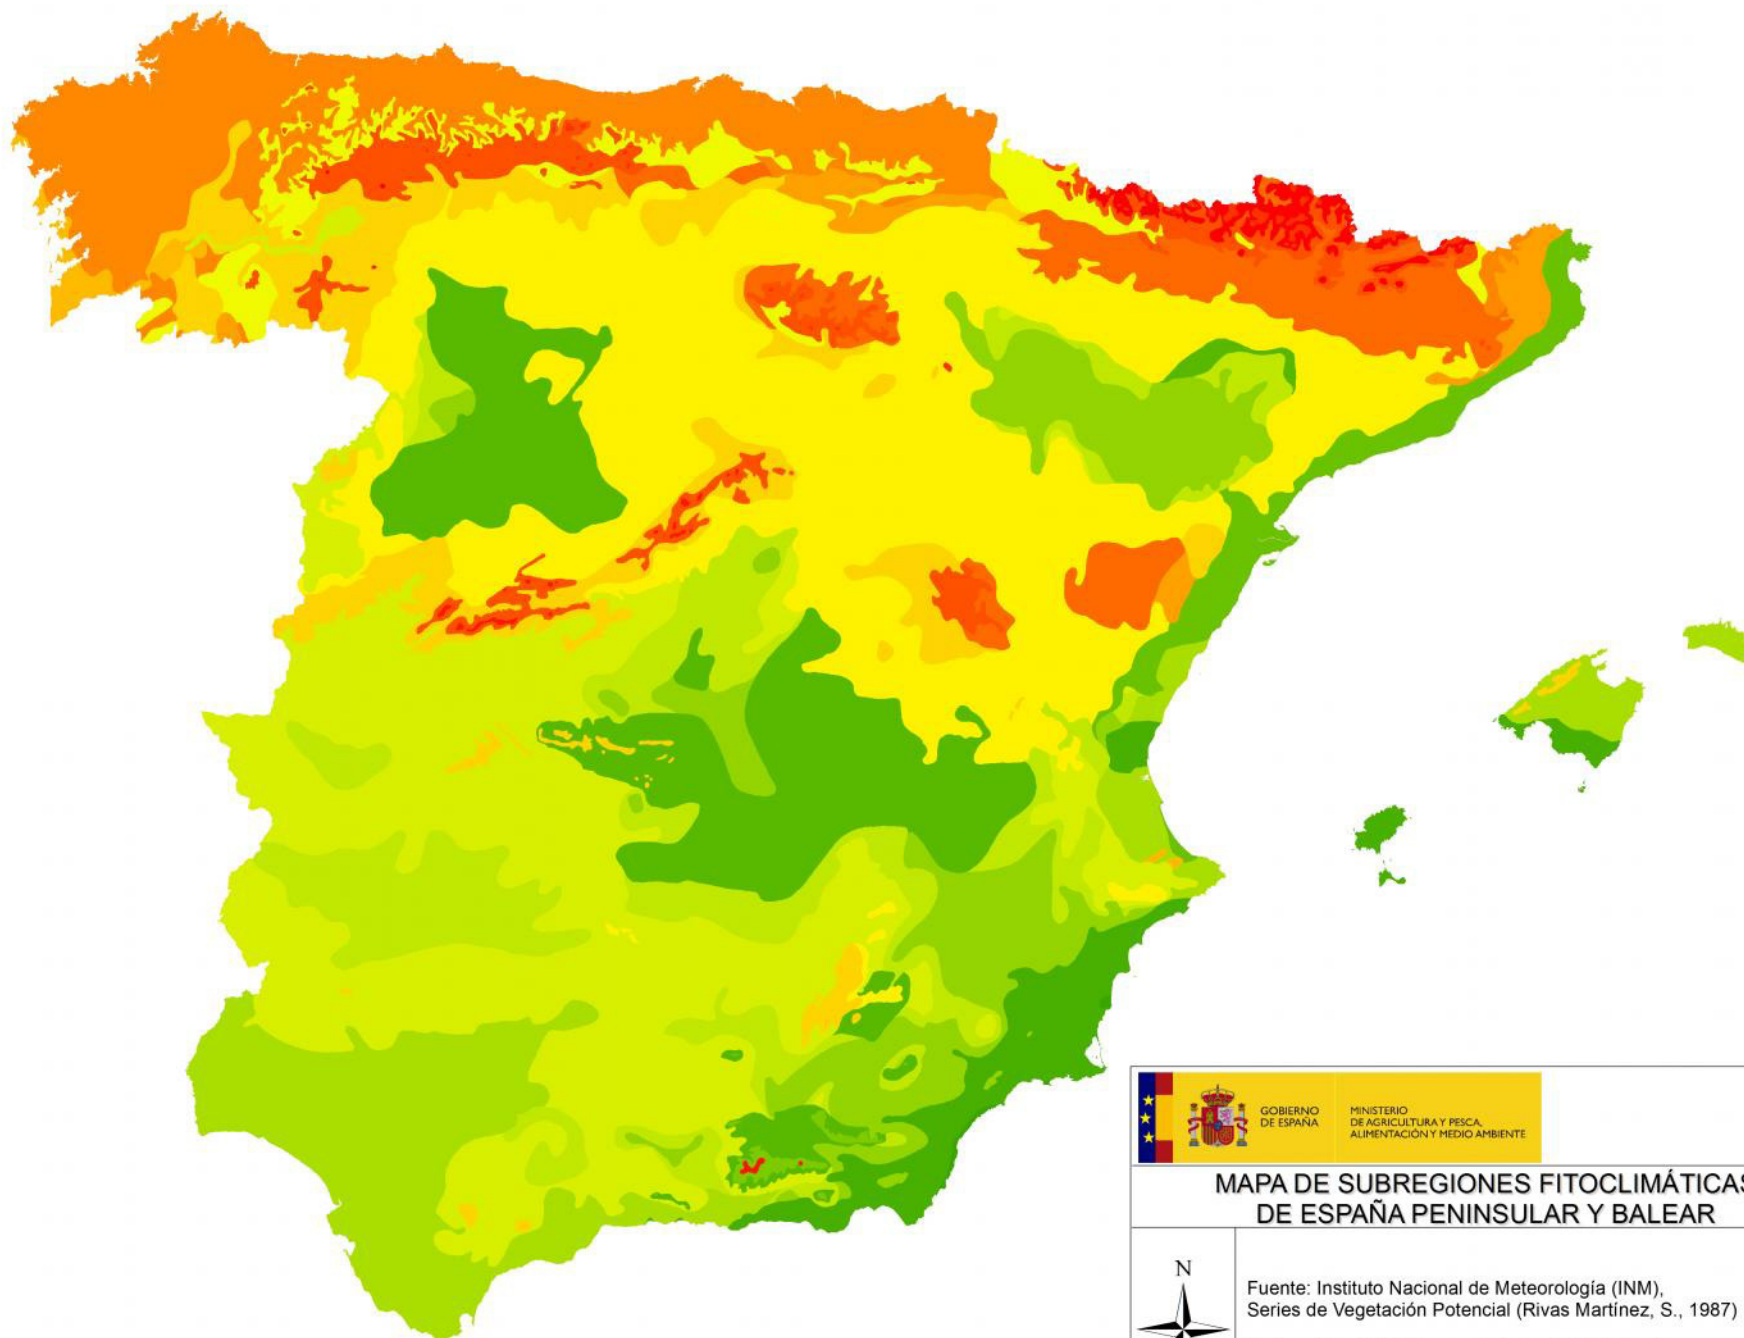 GOBIERNO
DE ESPAÑA
MINISTERIO
DE AGRICULTURA Y PESCA,
ALIMENTACIÓN Y MEDIO AMBIENTE
MAPA DE SUBREGIONES FITOCLIMÁTICAS
DE ESPAÑA PENINSULAR Y BALEAR
N
Fuente: Instituto Nacional de Meteorología (INM),
Series de Vegetación Potencial (Rivas Martínez, S., 1987)